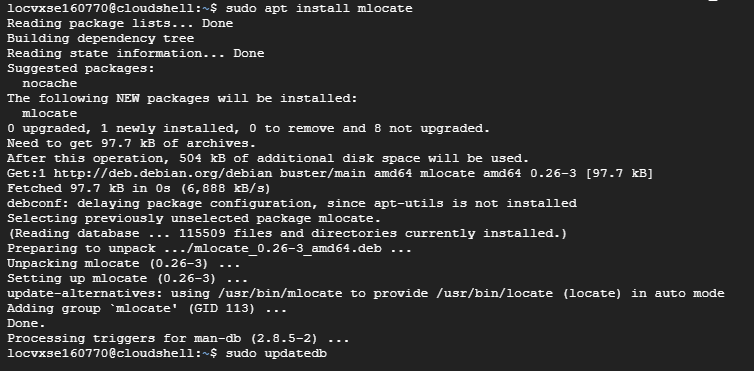 locvxse160770@cloudshell:~$ sudo apt install mlocate
Reading package lists... Done
Building dependency tree
Reading state information... Done
Suggested packages:
  nocache
The following NEW packages will be installed:
  mlocate
0 upgraded, 1 newly installed, 0 to remove and 8 not upgraded.
Need to get 97.7 kB of archives.
After this operation, 504 kB of additional disk space will be used.
Get:1 http://deb.debian.org/debian buster/main amd64 mlocate amd64 0.26-3 [97.7 kB]
Fetched 97.7 kB in 0s (6,888 kB/s)
debconf: delaying package configuration, since apt-utils is not installed
Selecting previously unselected package mlocate.
(Reading database ... 115509 files and directories currently installed.)
Preparing to unpack .../mlocate_0.26-3_amd64.deb ...
Unpacking mlocate (0.26-3) ...
Setting up mlocate (0.26-3) ...
update-alternatives: using /usr/bin/mlocate to provide /usr/bin/locate (locate) in auto mode
Adding group `mlocate' (GID 113) ...
Done.
Processing triggers for man-db (2.8.5-2) ...
locvxse160770@cloudshell:~$ sudo updatedb